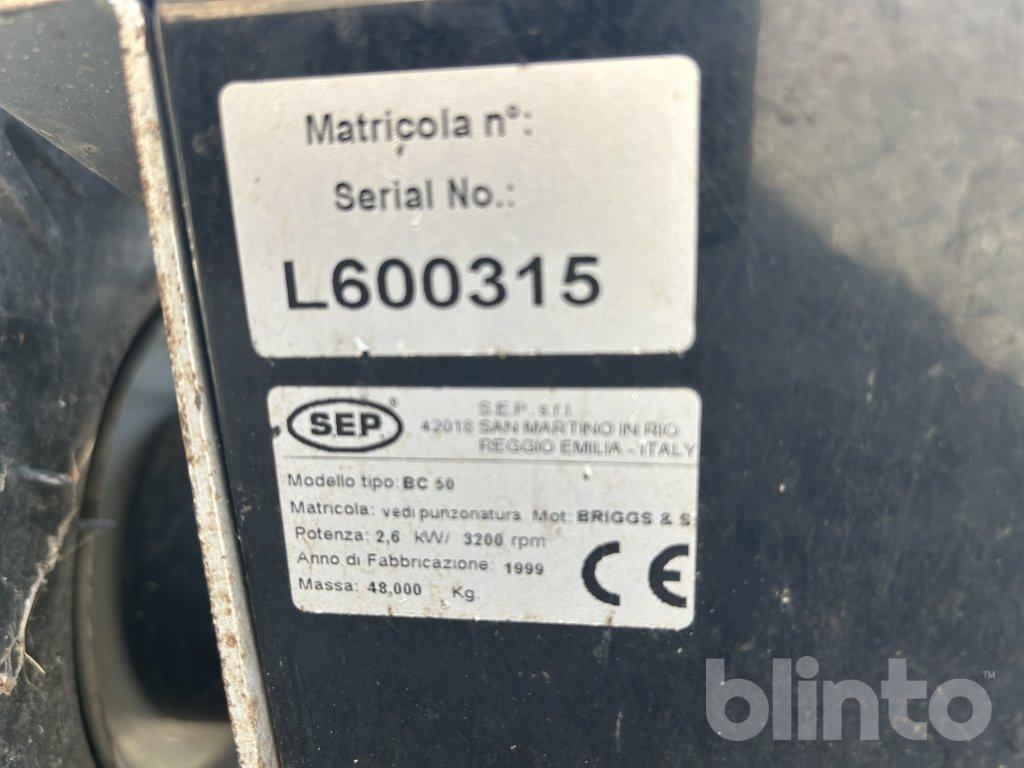 Matricola n°:
Serial No.:
L600315
SEP®
S.E.P. s.r.l.
42018 SAN MARTINO IN RIO
REGGIO EMILIA - ITALY
Modello tipo: BC 50
Matricola: vedi punzonatura Mot: BRIGGS & S
Potenza: 2,6 kW/ 3200 rpm
Anno di Fabbricazione: 1999
Massa: 48,000 Kg.
CE
blinto™